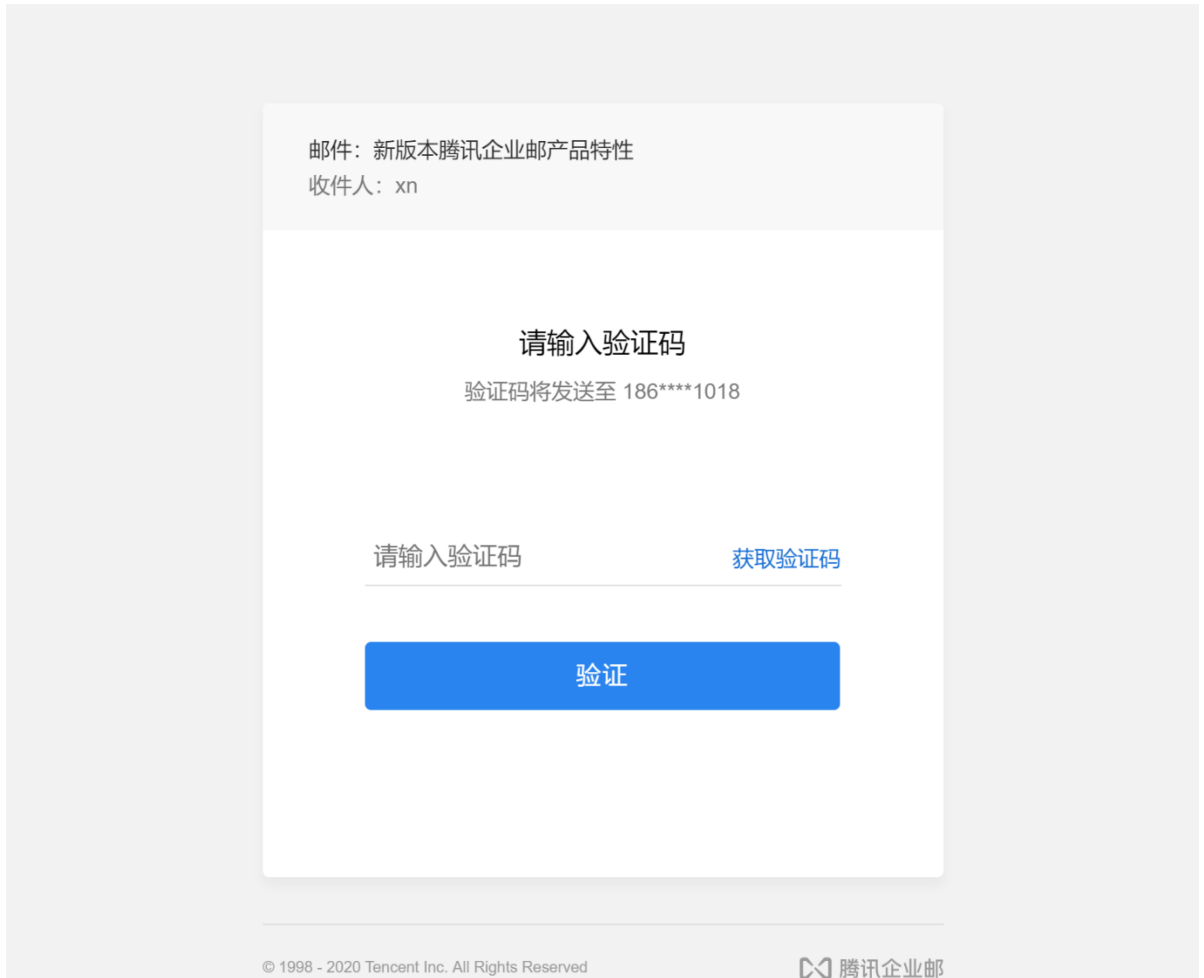 邮件：新版本腾讯企业邮产品特性
收件人：xn
请输入验证码
验证码将发送至 186****1018
请输入验证码 获取验证码
验证
© 1998 - 2020 Tencent Inc. All Rights Reserved 腾讯企业邮